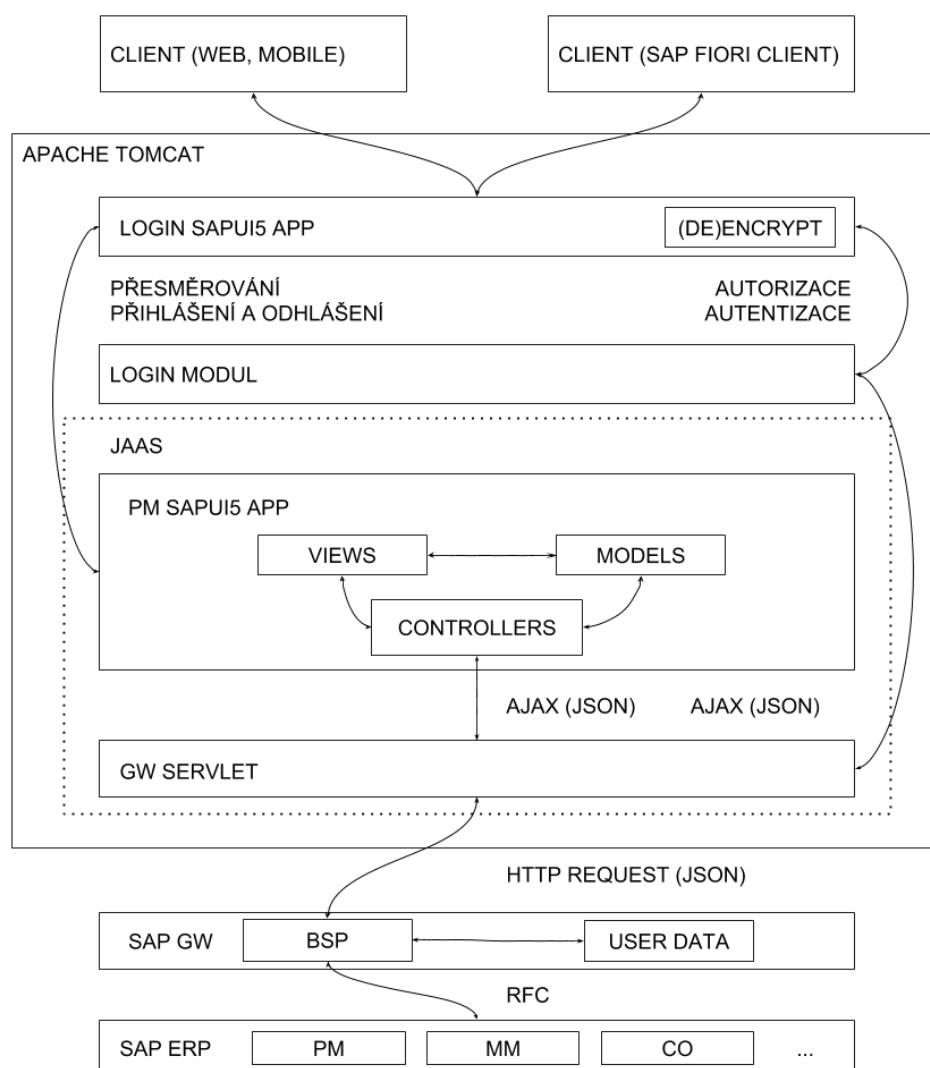 CLIENT (WEB, MOBILE)
CLIENT (SAP FIORI CLIENT)
APACHE TOMCAT
LOGIN SAPUI5 APP
(DE)ENCRYPT
PŘESMĚROVÁNÍ
PŘIHLÁŠENÍ A ODHLÁŠENÍ
AUTORIZACE
AUTENTIZACE
LOGIN MODUL
JAAS
PM SAPUI5 APP
VIEWS
MODELS
CONTROLLERS
AJAX (JSON)
AJAX (JSON)
GW SERVLET
HTTP REQUEST (JSON)
SAP GW
BSP
USER DATA
RFC
SAP ERP
PM
MM
CO
...